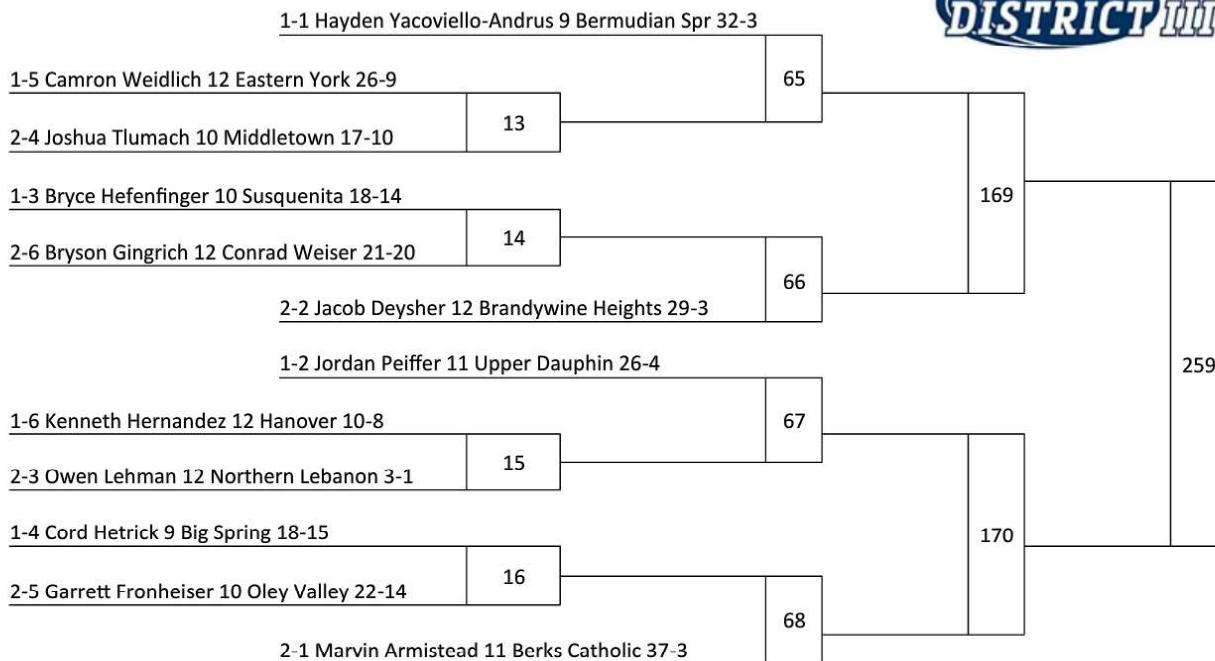 1-1 Hayden Yacoviello-Andrus 9 Bermudian Spr 32-3
DISTRICT III
65
1-5 Camron Weidlich 12 Eastern York 26-9
13
2-4 Joshua Tlumach 10 Middletown 17-10
1-3 Bryce Hefenfinger 10 Susquenita 18-14
169
14
2-6 Bryson Gingrich 12 Conrad Weiser 21-20
66
2-2 Jacob Deysher 12 Brandywine Heights 29-3
1-2 Jordan Peiffer 11 Upper Dauphin 26-4
259
1-6 Kenneth Hernandez 12 Hanover 10-8
67
15
2-3 Owen Lehman 12 Northern Lebanon 3-1
1-4 Cord Hetrick 9 Big Spring 18-15
170
16
2-5 Garrett Fronheiser 10 Oley Valley 22-14
68
2-1 Marvin Armistead 11 Berks Catholic 37-3